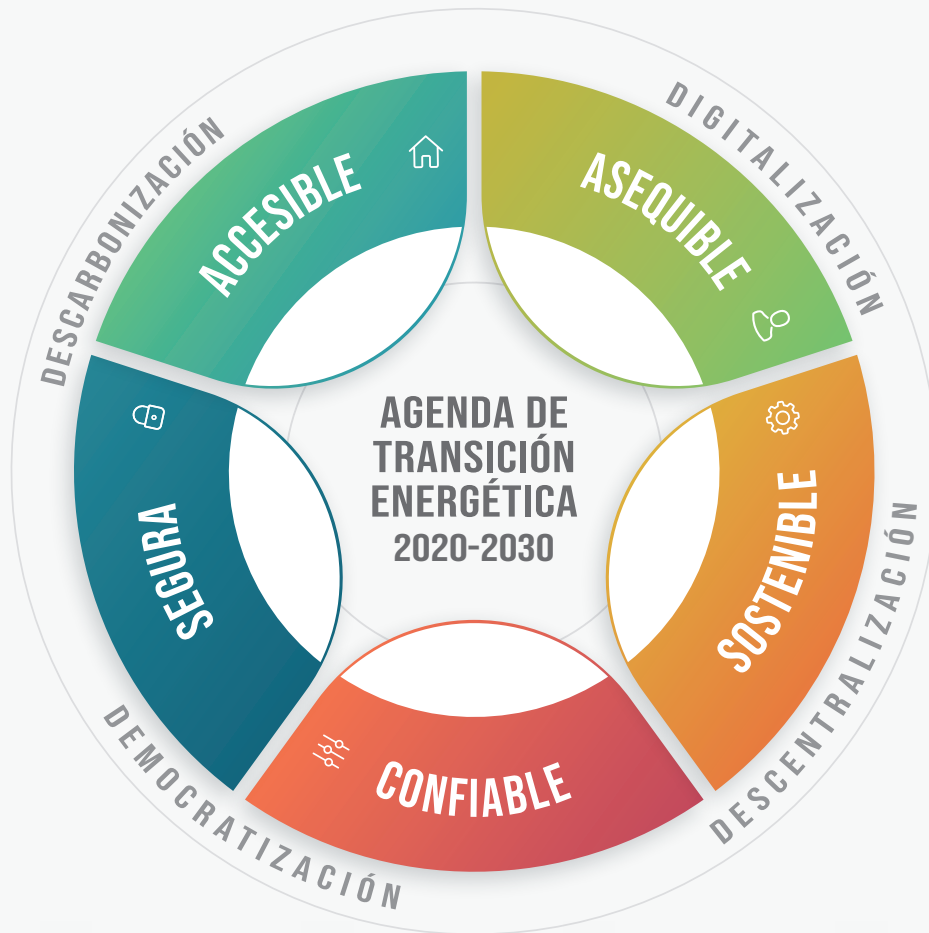 DESCARBONIZACIÓN
DIGITALIZACIÓN
ACCESIBLE
ASEQUIBLE
AGENDA DE
TRANSICIÓN
ENERGÉTICA
2020-2030
SEGURA
SOSTENIBLE
CONFIABLE
DEMOCRATIZACIÓN
DESCENTRALIZACIÓN